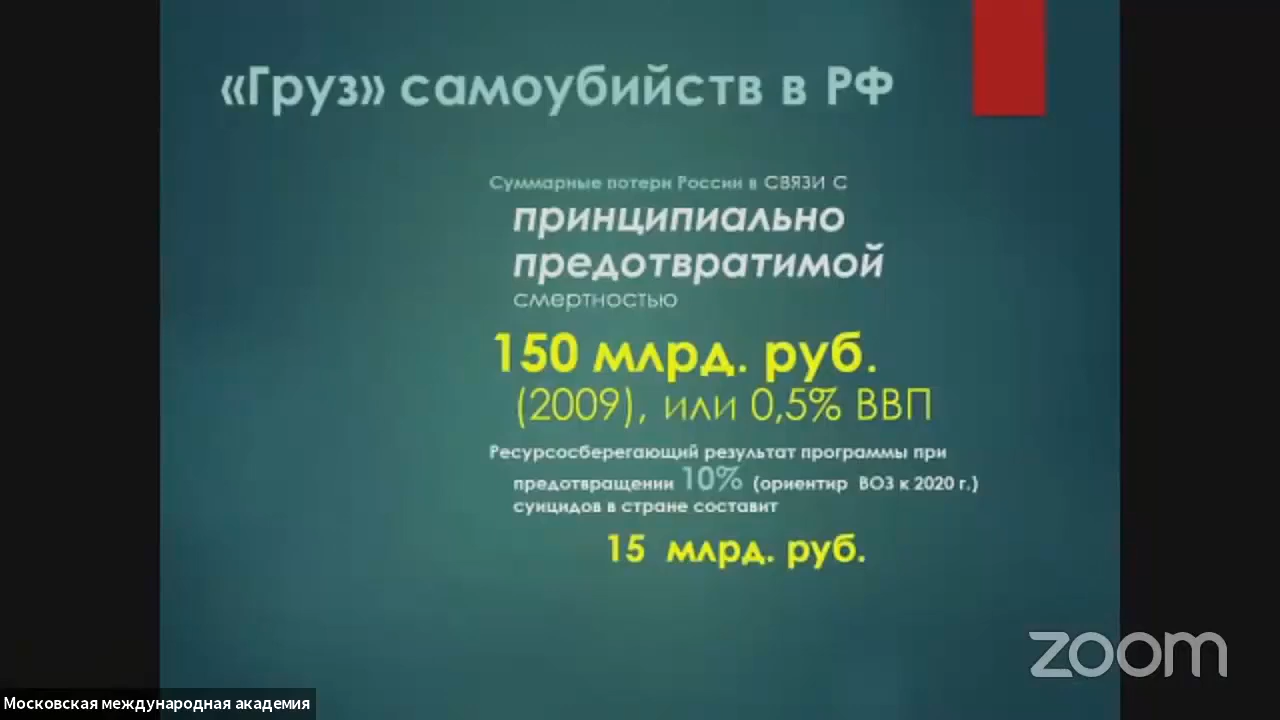 «Груз» самоубийств в РФ
Суммарные потери России в СВЯЗИ С
принципиально
предотвратимой
смертностью
150 млрд. руб.
(2009), или 0,5% ВВП
Ресурсосберегающий результат программы при
предотвращении 10% (ориентир ВОЗ к 2020 г.)
суицидов в стране составит
15 млрд. руб.
zoom
Московская международная академия